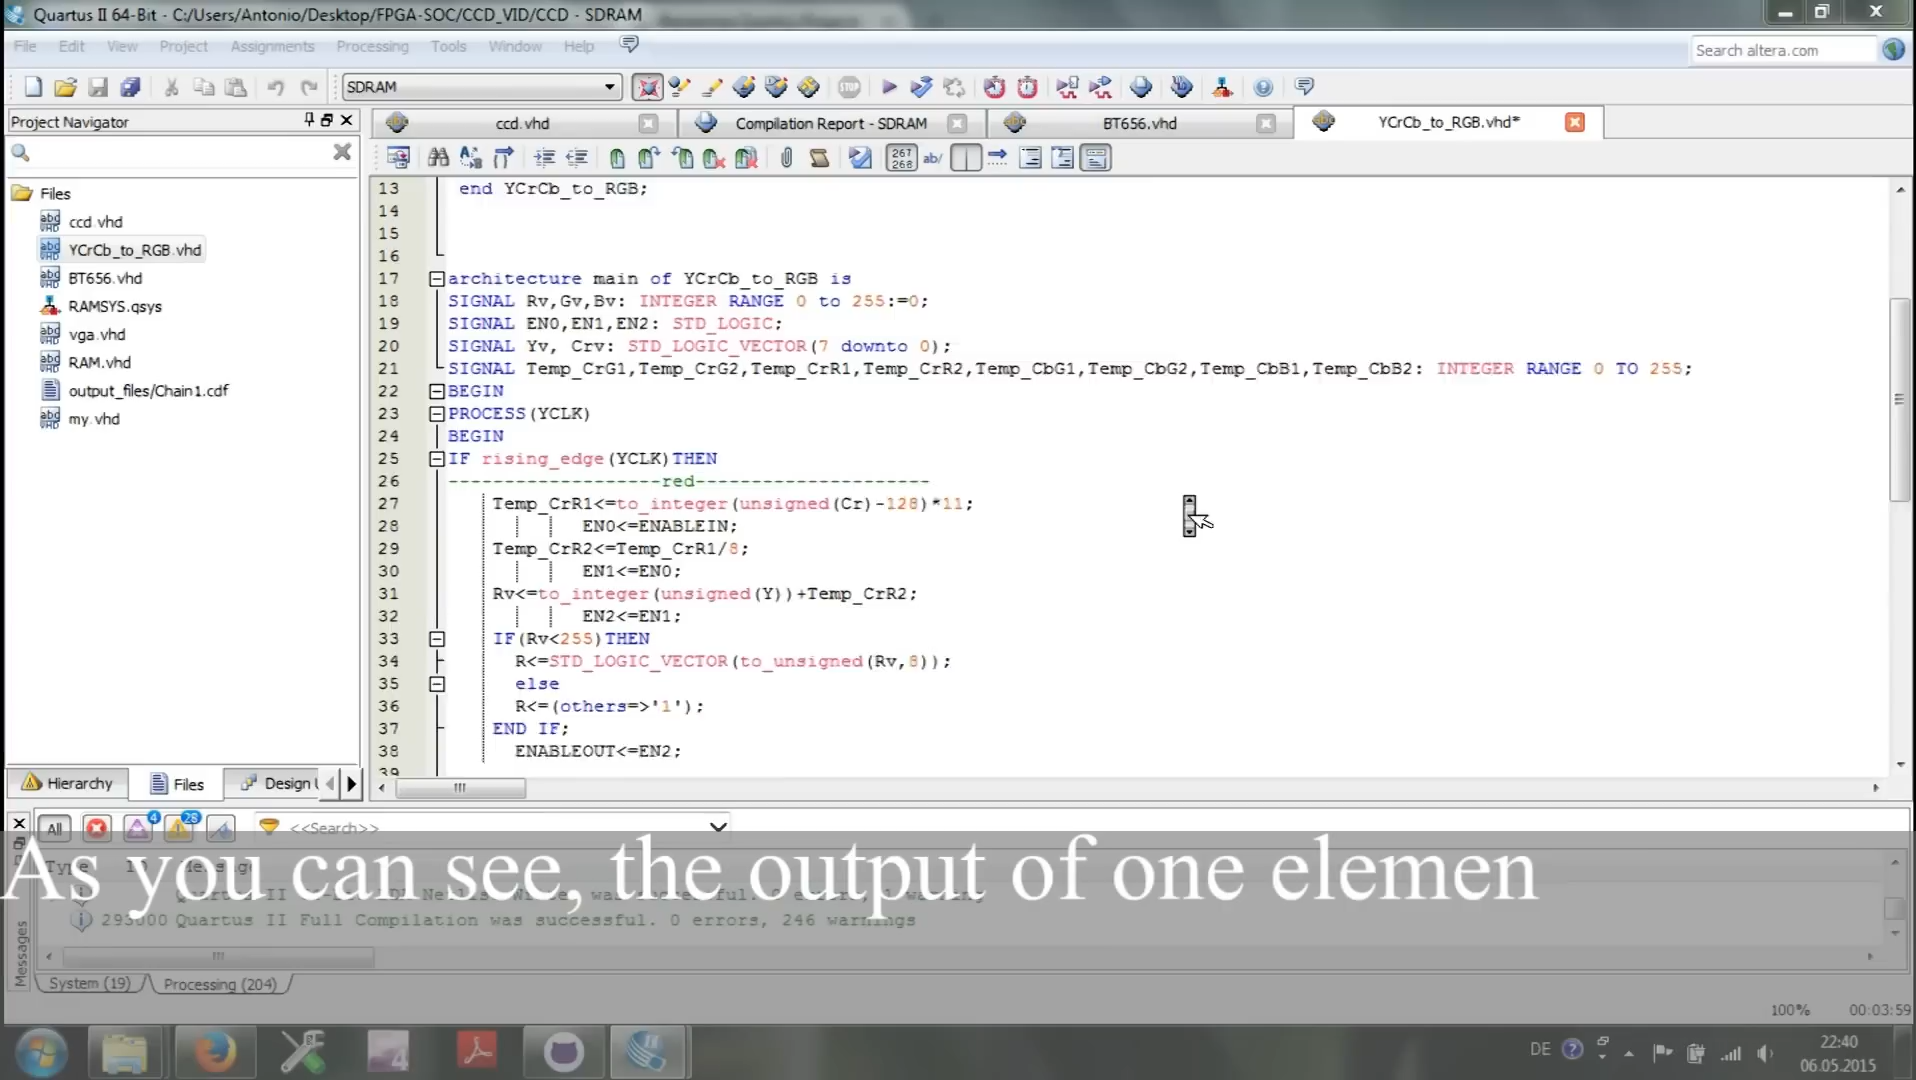 Quartus II 64-Bit - C:/Users/Antonio/Desktop/FPGA-SOC/CCD_VID/CCD - SDRAM
File Edit View Project Assignments Processing Tools Window Help
Search altera.com
SDRAM
Project Navigator
ccd.vhd
Compilation Report - SDRAM
BT656.vhd
YCrCb_to_RGB.vhd*
Files
ccd.vhd
YCrCb_to_RGB.vhd
BT656.vhd
RAMSYS.qsys
vga.vhd
RAM.vhd
output_files/Chain1.cdf
my.vhd
Hierarchy
Files
267
268
ab/
13 end YCrCb_to_RGB;
14
15
16
17 architecture main of YCrCb_to_RGB is
18 SIGNAL Rv,Gv,Bv: INTEGER RANGE 0 to 255:=0;
19 SIGNAL EN0,EN1,EN2: STD_LOGIC;
20 SIGNAL Yv, Crv: STD_LOGIC_VECTOR(7 downto 0);
21 SIGNAL Temp_CrG1,Temp_CrG2,Temp_CrR1,Temp_CrR2,Temp_CbG1,Temp_CbG2,Temp_CbB1,Temp_CbB2: INTEGER RANGE 0 TO 255;
22 BEGIN
23 PROCESS(YCLK)
24 BEGIN
25 IF rising_edge(YCLK)THEN
26 -------------------red---------------------
27 Temp_CrR1<=to_integer(unsigned(Cr)-128)*11;
28 EN0<=ENABLEIN;
29 Temp_CrR2<=Temp_CrR1/8;
30 EN1<=EN0;
31 Rv<=to_integer(unsigned(Y))+Temp_CrR2;
32 EN2<=EN1;
33 IF(Rv<255)THEN
34 R<=STD_LOGIC_VECTOR(to_unsigned(Rv,8));
35 else
36 R<=(others=>'1');
37 END IF;
38 ENABLEOUT<=EN2;
39
All
4
28
<<Search>>
As you can see, the output of one elemen
293000 Quartus II Full Compilation was successful. 0 errors, 246 warnings
Messages
System (19)
Processing (204)
100%
00:03:59
DE
22:40
06.05.2015